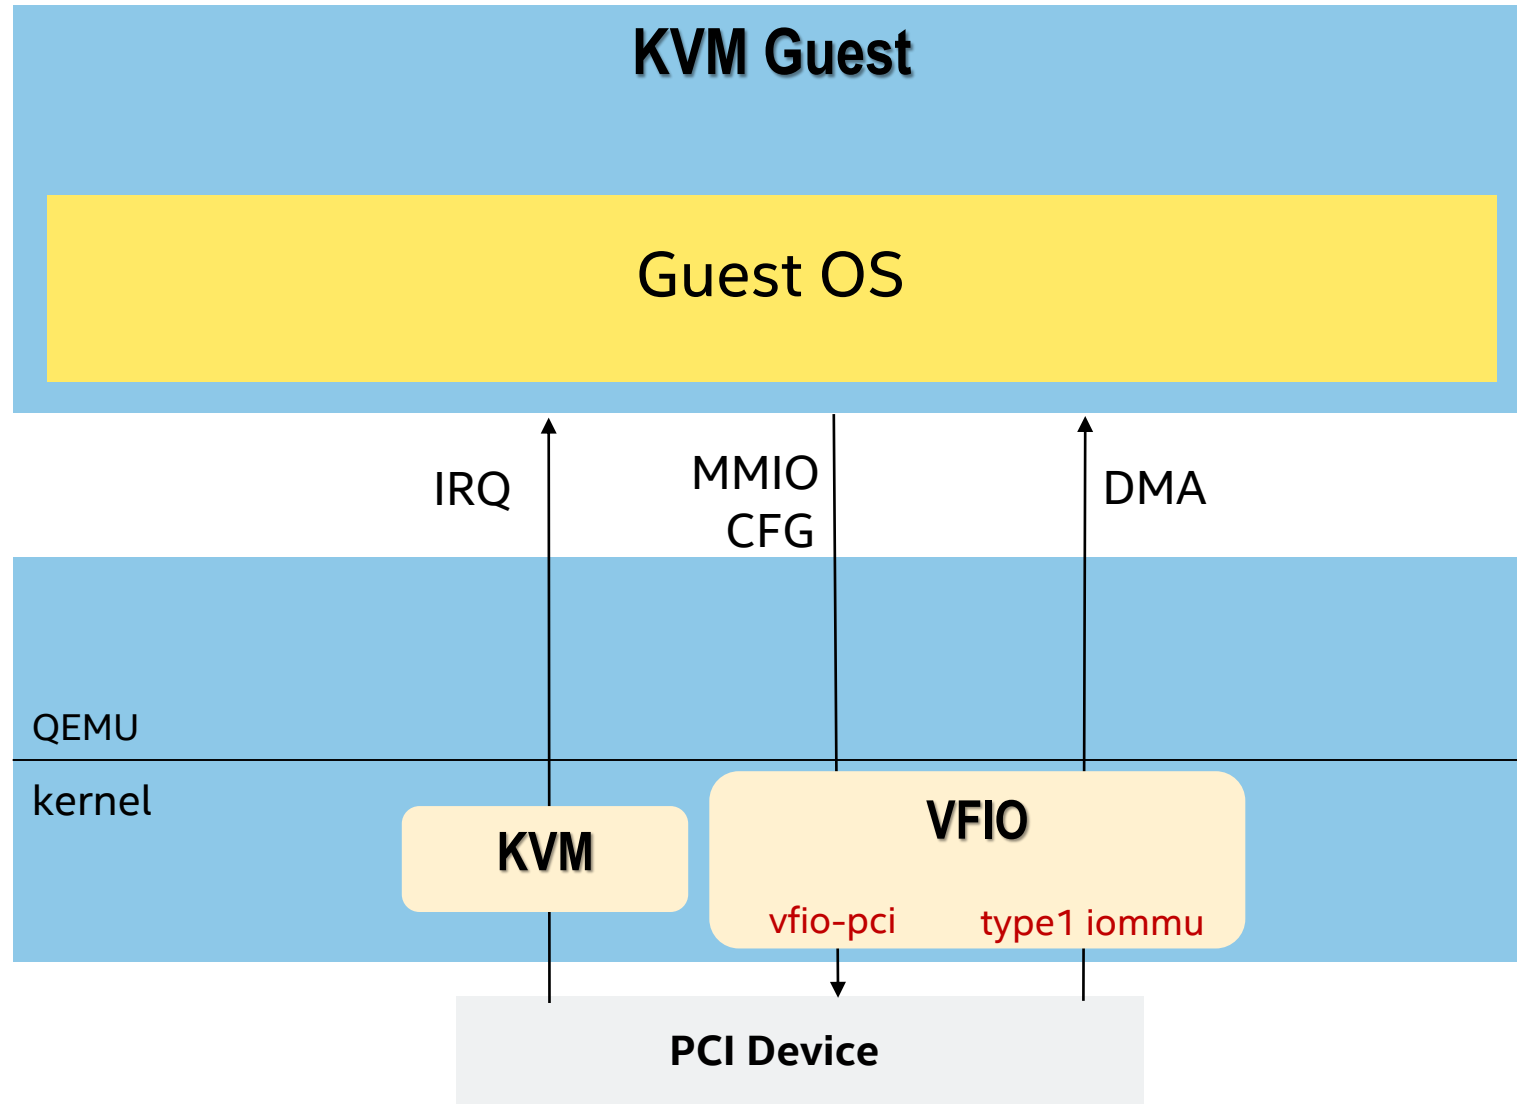 KVM Guest
Guest OS
IRQ
MMIO
CFG
DMA
QEMU
kernel
KVM
VFIO
vfio-pci
type1 iommu
PCI Device